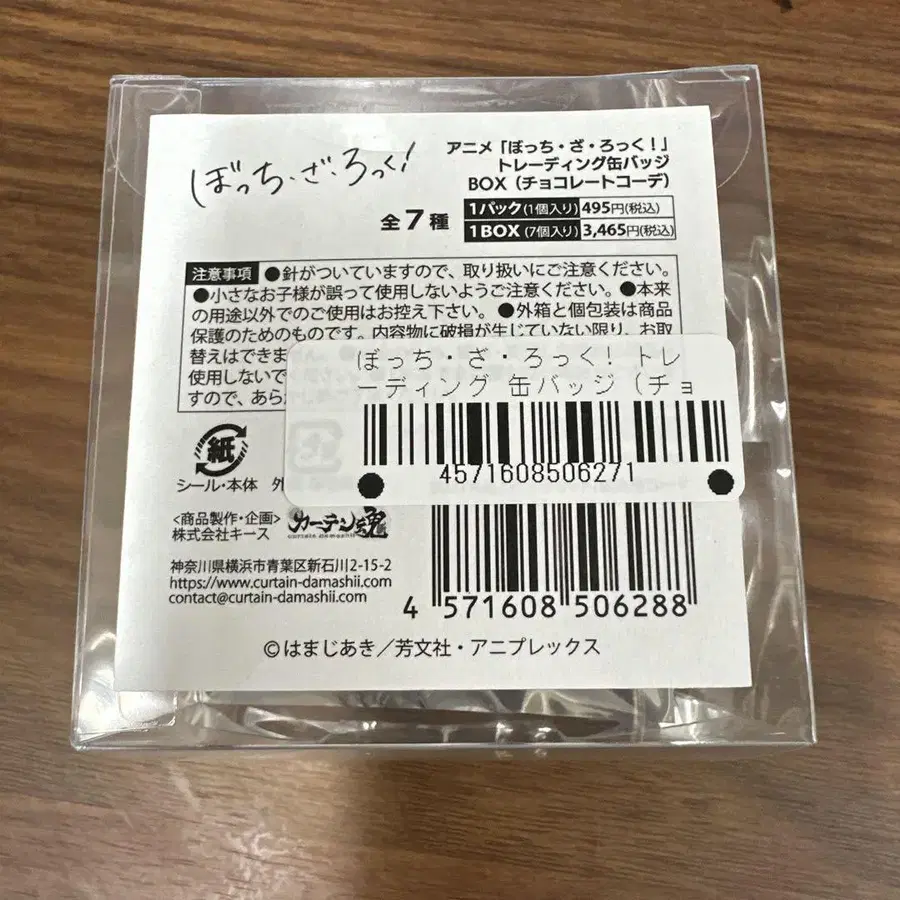 ぼっち・ざ・ろっく!
アニメ「ぼっち・ざ・ろっく!」
トレーディング缶バッジ
BOX(チョコレートコーデ)
全7種
1パック(1個入り) 495円(税込)
1BOX (7個入り) 3,465円(税込)
注意事項 ●針がついていますので、取り扱いにご注意ください。
●小さなお子様が誤って使用しないようご注意ください。●本来
の用途以外でのご使用はお控え下さい。●外箱と個包装は商品
保護のためのものです。内容物に破損が生じていない限り、お取
替えはできま
使用しないで
すので、あら
ぼっち・ざ・ろっく! トレ
ーディング 缶バッジ (チョ
4571608506271
紙
シール・本体 外
<商品製作・企画>
株式会社キース
カーテン魂
curtain damashii
神奈川県横浜市青葉区新石川2-15-2
https://www.curtain-damashii.com
contact@curtain-damashii.com
4 571608 506288
©はまじあき/芳文社・アニプレックス